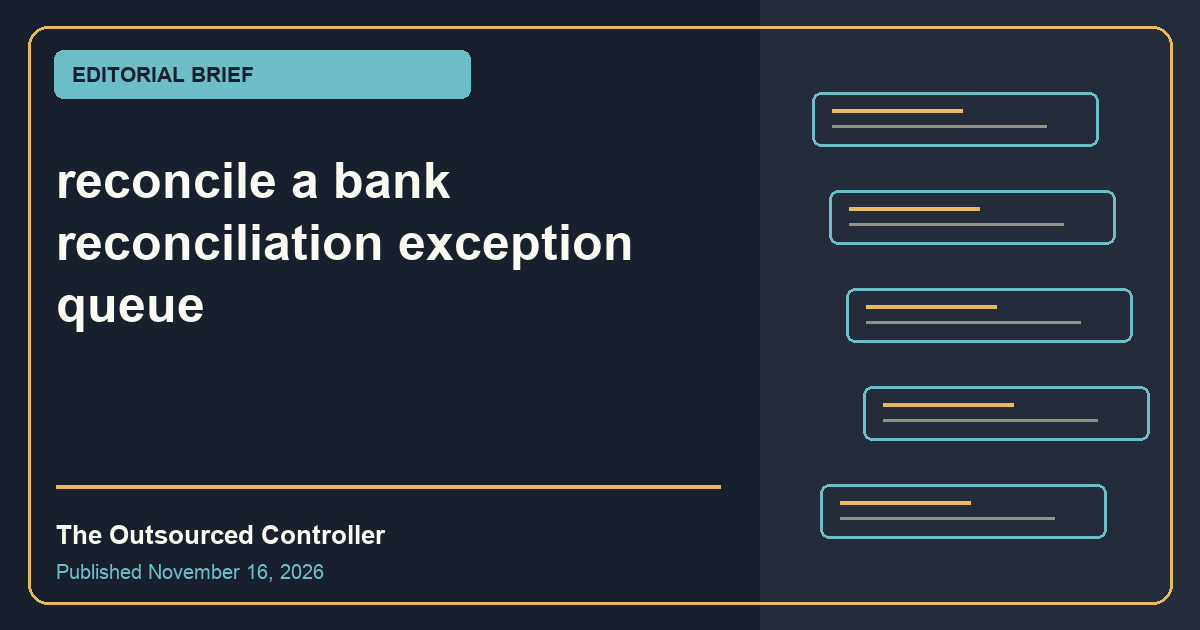 EDITORIAL BRIEF
reconcile a bank
reconciliation exception
queue
The Outsourced Controller
Published November 16, 2026